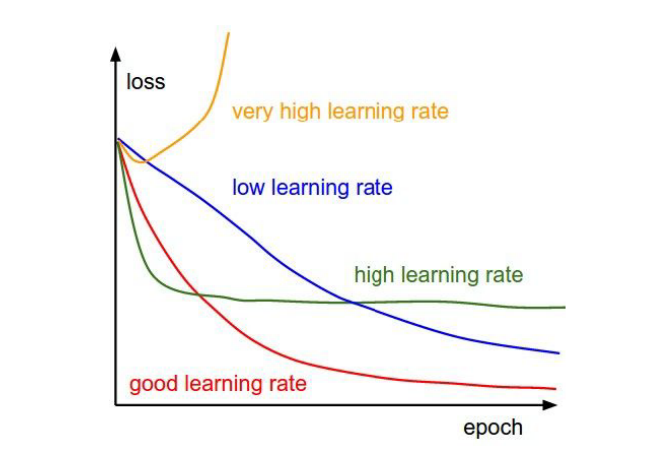 loss
very high learning rate
low learning rate
high learning rate
good learning rate
epoch